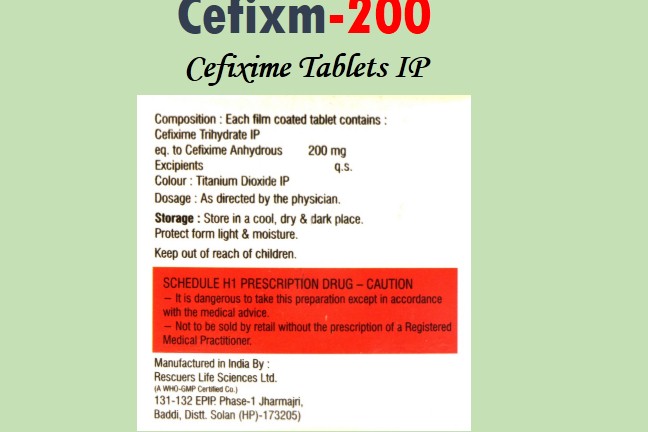 Cefixm-200
Cefixime Tablets IP
Composition : Each film coated tablet contains :
Cefixime Trihydrate IP
eq. to Cefixime Anhydrous 200 mg
Excipients q.s.
Colour : Titanium Dioxide IP
Dosage : As directed by the physician.
Storage : Store in a cool, dry & dark place.
Protect form light & moisture.
Keep out of reach of children.
SCHEDULE H1 PRESCRIPTION DRUG – CAUTION
– It is dangerous to take this preparation except in accordance
with the medical advice.
– Not to be sold by retail without the prescription of a Registered
Medical Practitioner.
Manufactured in India By :
Rescuers Life Sciences Ltd.
(A WHO-GMP Certified Co.)
131-132 EPIP. Phase-1 Jharmajri,
Baddi, Distt. Solan (HP)-173205)